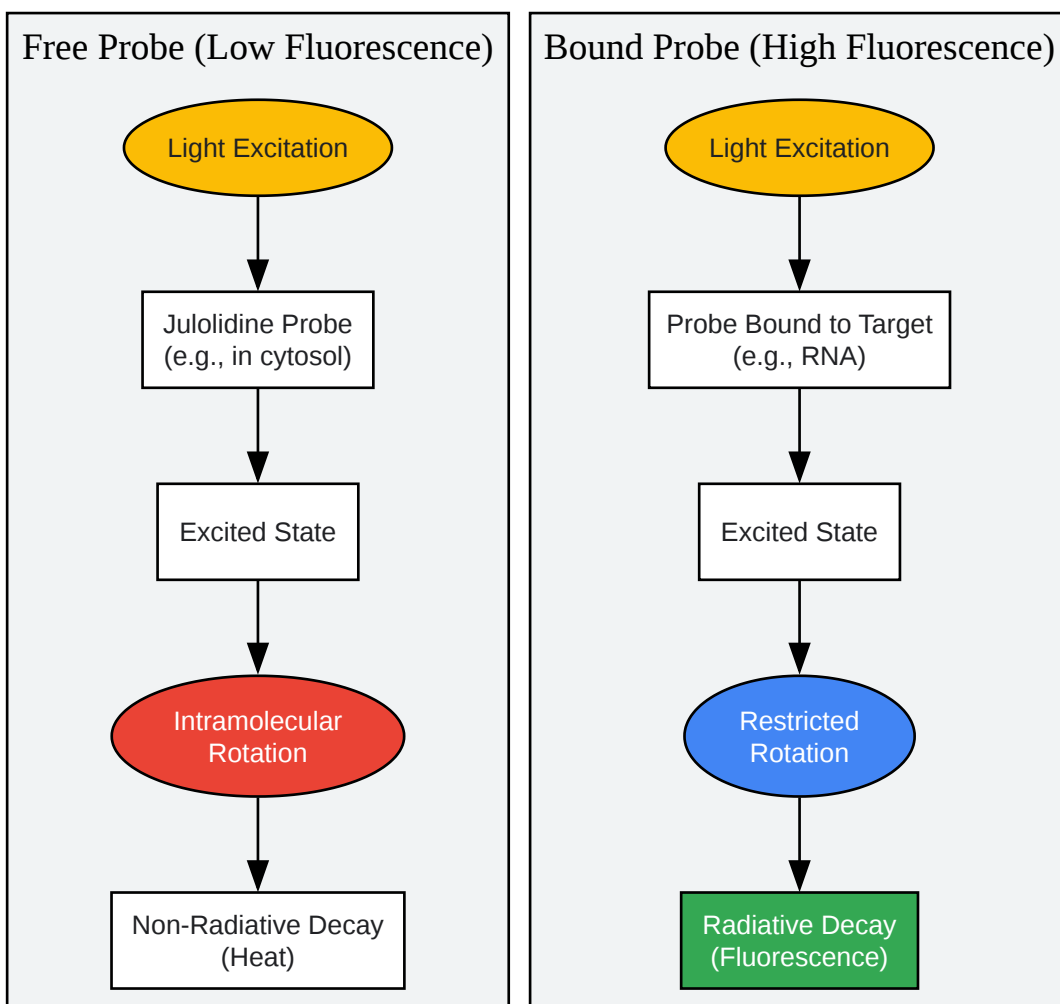 Free Probe (Low Fluorescence)
Light Excitation
Julolidine Probe
(e.g., in cytosol)
Excited State
Intramolecular
Rotation
Non-Radiative Decay
(Heat)
Bound Probe (High Fluorescence)
Light Excitation
Probe Bound to Target
(e.g., RNA)
Excited State
Restricted
Rotation
Radiative Decay
(Fluorescence)